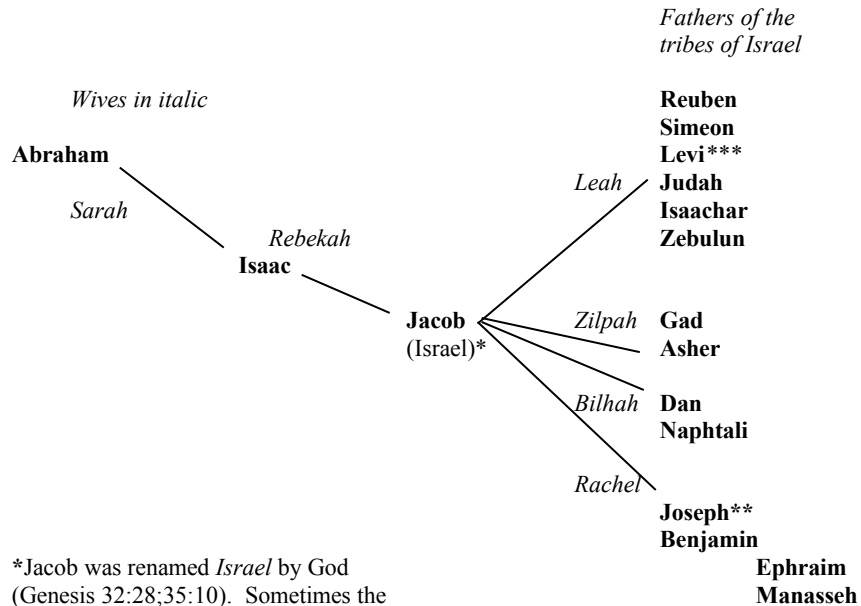 Fathers of the
tribes of Israel
Wives in italic
Reuben
Simeon
Abraham
Levi***
Leah
Judah
Sarah
Isaachar
Rebekah
Zebulun
Isaac
Jacob
(Israel)*
Zilpah
Gad
Asher
Bilhah
Dan
Naphtali
Rachel
Joseph**
Benjamin
Ephraim
Manasseh
*Jacob was renamed Israel by God
(Genesis 32:28;35:10). Sometimes the